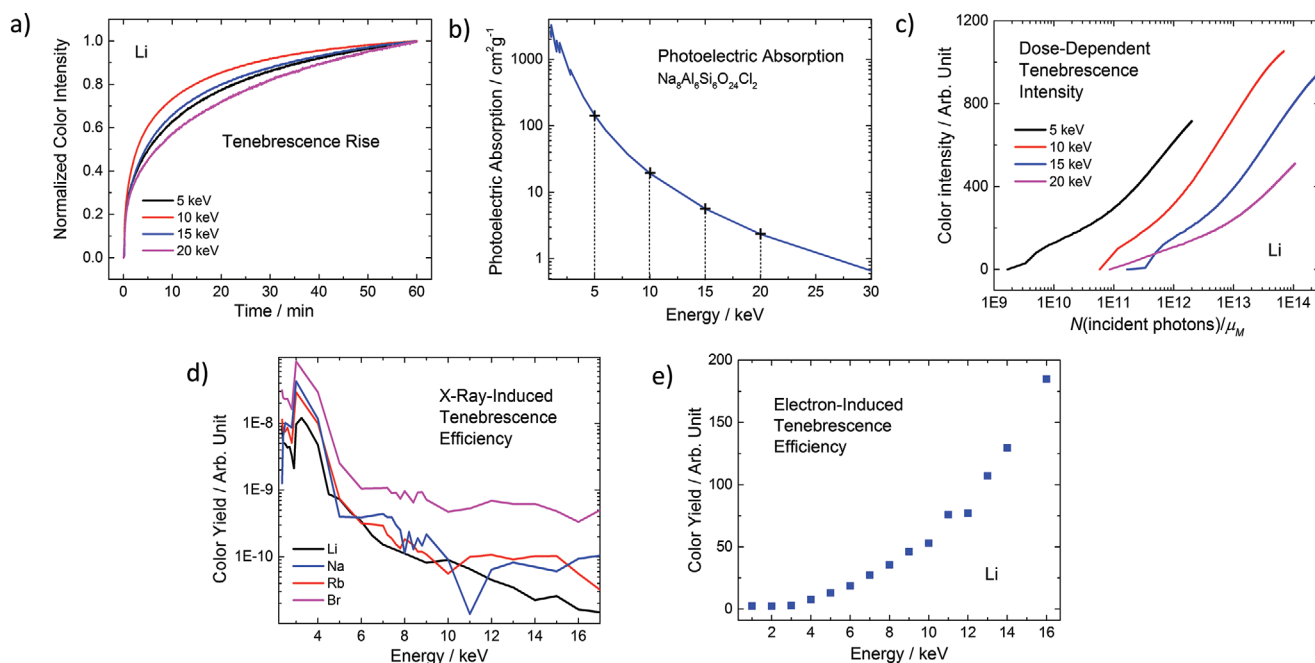 a)
Li
Tenebrescence Rise
5 keV
10 keV
15 keV
20 keV
Normalized Color Intensity
1.0
0.8
0.6
0.4
0.2
0.0
0 10 20 30 40 50 60
Time / min
b)
Photoelectric Absorption
Na₈Al₆Si₆O₂₄Cl₂
Photoelectric Absorption / cm²g⁻¹
1000
100
10
1
5 10 15 20 25 30
Energy / keV
c)
Dose-Dependent
Tenebrescence
Intensity
5 keV
10 keV
15 keV
20 keV
Li
Color intensity / Arb. Unit
1200
800
400
0
1E9 1E10 1E11 1E12 1E13 1E14
N(incident photons)/μM
d)
X-Ray-Induced
Tenebrescence
Efficiency
Li
Na
Rb
Br
Color Yield / Arb. Unit
1E-8
1E-9
1E-10
4 6 8 10 12 14 16
Energy / keV
e)
Electron-Induced
Tenebrescence
Efficiency
Li
Color Yield / Arb. Unit
200
150
100
50
0
2 4 6 8 10 12 14 16
Energy / keV